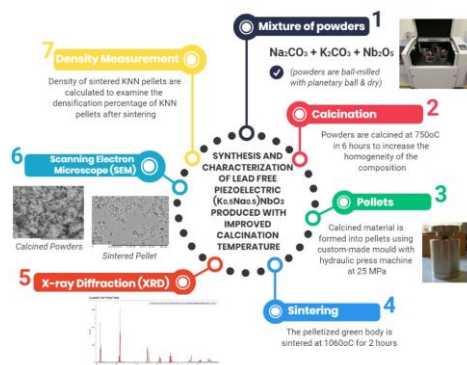 1
Mixture of powders
Na₂CO₃ + K₂CO₃ + Nb₂O₅
(powders are ball-milled
with planetary ball & dry)
2
Calcination
Powders are calcined at 750oC
in 6 hours to increase the
homogeneity of the
composition
3
Pellets
Calcined material is
formed into pellets using
custom-made mould with
hydraulic press machine
at 25 MPa
4
Sintering
The pelletized green body is
sintered at 1060oC for 2 hours
5
X-ray Diffraction (XRD)
6
Scanning Electron
Microscope (SEM)
Calcined Powders
Sintered Pellet
7
Density Measurement
Density of sintered KNN pellets are
calculated to examine the
densification percentage of KNN
pellets after sintering
SYNTHESIS AND
CHARACTERIZATION
OF LEAD FREE
PIEZOELECTRIC
(K₀.₅Na₀.₅)NbO₃
PRODUCED WITH
IMPROVED
CALCINATION
TEMPERATURE